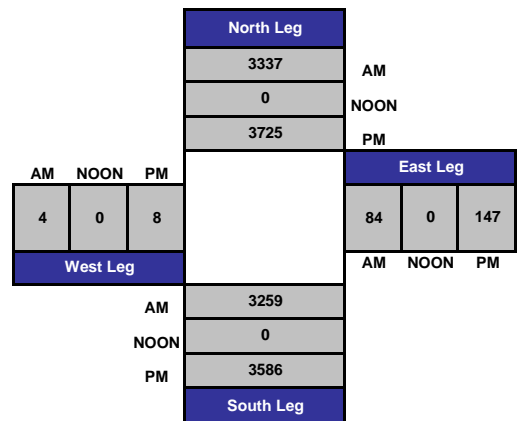 North Leg
3337 AM
0 NOON
3725 PM
AM NOON PM
East Leg
4 0 8
84 0 147
West Leg
AM NOON PM
AM 3259
NOON 0
PM 3586
South Leg